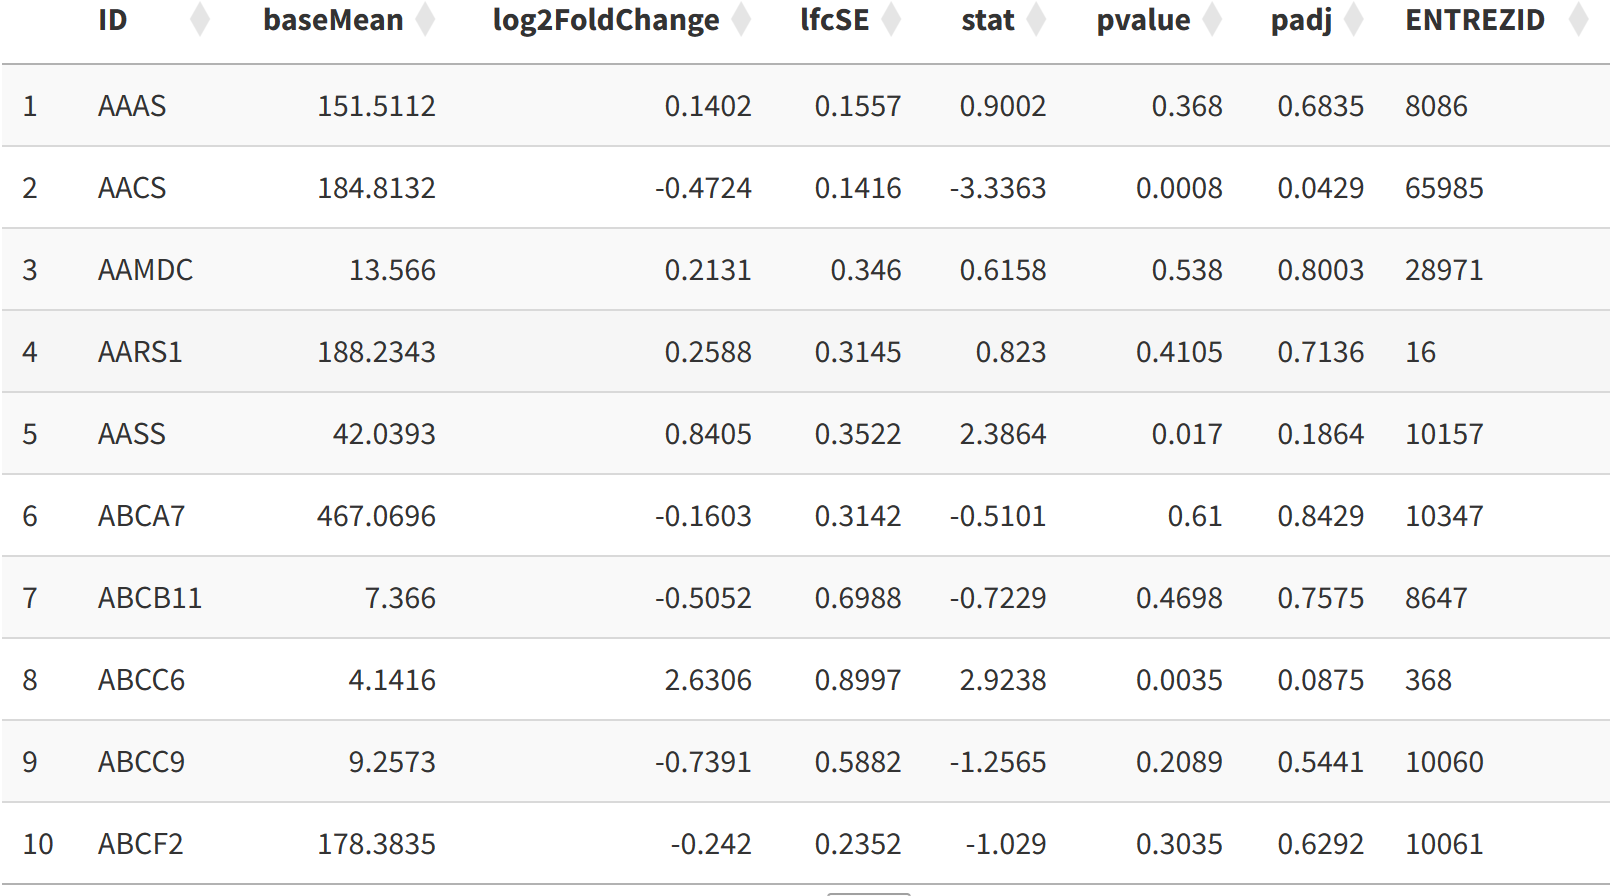 ID baseMean log2FoldChange lfcSE stat pvalue padj ENTREZID
1 AAAS 151.5112 0.1402 0.1557 0.9002 0.368 0.6835 8086
2 AACS 184.8132 -0.4724 0.1416 -3.3363 0.0008 0.0429 65985
3 AAMDC 13.566 0.2131 0.346 0.6158 0.538 0.8003 28971
4 AARS1 188.2343 0.2588 0.3145 0.823 0.4105 0.7136 16
5 AASS 42.0393 0.8405 0.3522 2.3864 0.017 0.1864 10157
6 ABCA7 467.0696 -0.1603 0.3142 -0.5101 0.61 0.8429 10347
7 ABCB11 7.366 -0.5052 0.6988 -0.7229 0.4698 0.7575 8647
8 ABCC6 4.1416 2.6306 0.8997 2.9238 0.0035 0.0875 368
9 ABCC9 9.2573 -0.7391 0.5882 -1.2565 0.2089 0.5441 10060
10 ABCF2 178.3835 -0.242 0.2352 -1.029 0.3035 0.6292 10061